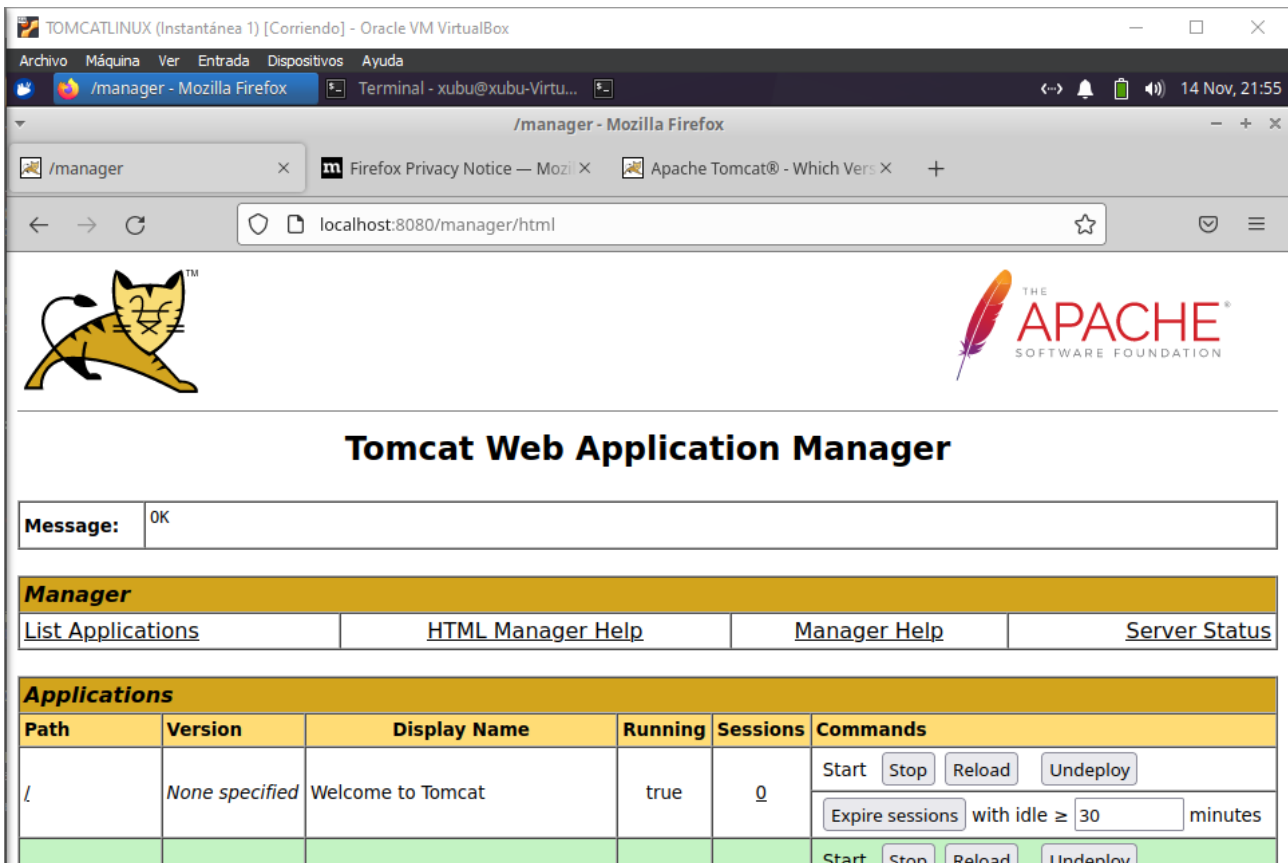 TOMCATLINUX (Instantánea 1) [Corriendo] - Oracle VM VirtualBox
Archivo Máquina Ver Entrada Dispositivos Ayuda
/manager - Mozilla Firefox Terminal - xubu@xubu-Virtu... 14 Nov, 21:55
/manager - Mozilla Firefox
/manager Firefox Privacy Notice — Mozil Apache Tomcat® - Which Vers
localhost:8080/manager/html
TM
THE
APACHE®
SOFTWARE FOUNDATION
Tomcat Web Application Manager
Message: OK
Manager
List Applications HTML Manager Help Manager Help Server Status
Applications
Path Version Display Name Running Sessions Commands
/ None specified Welcome to Tomcat true 0 Start Stop Reload Undeploy
Expire sessions with idle ≥ 30 minutes
Start Stop Reload Undeploy